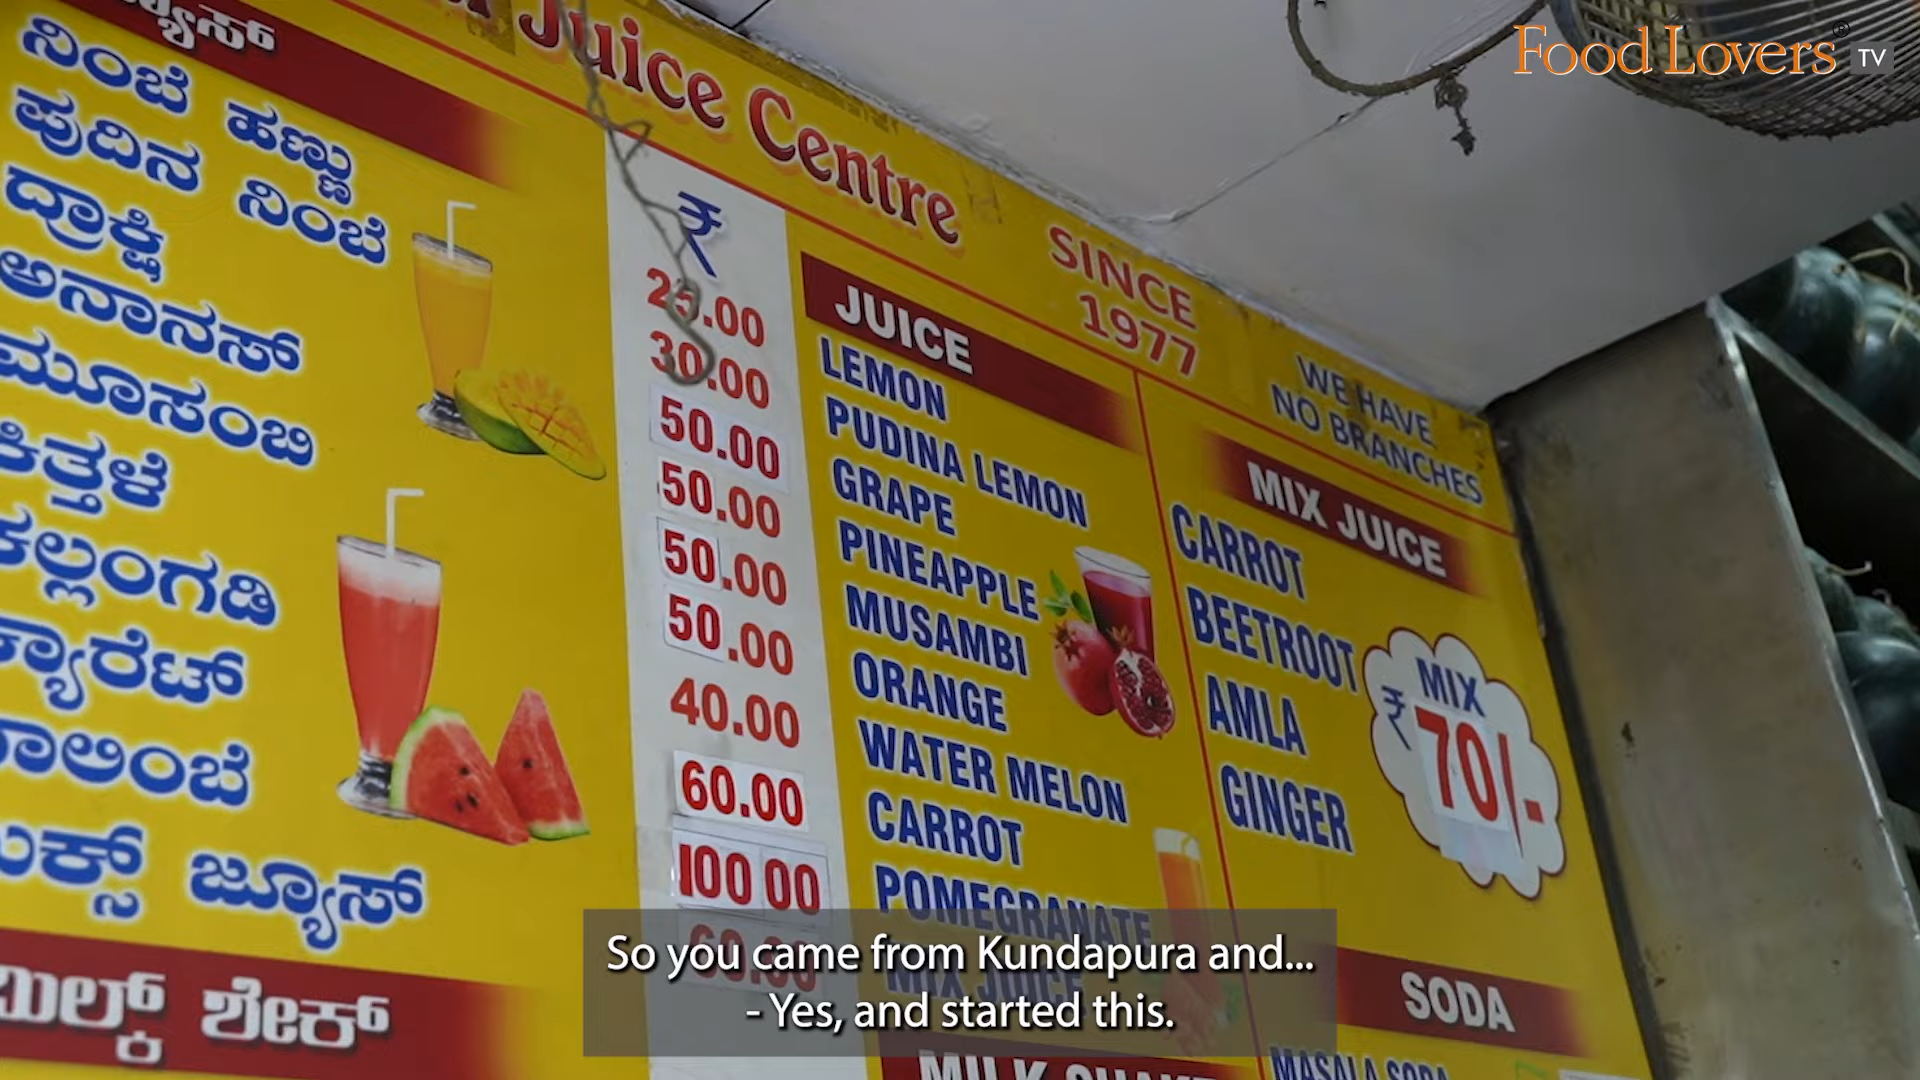 Food Lovers®
TV
Juice Centre
SINCE
1977
WE HAVE
NO BRANCHES
ನಿಂಬೆ ಹಣ್ಣು
ಪುದಿನ ನಿಂಬೆ
ದ್ರಾಕ್ಷಿ
ಅನಾನಸ್
ಮೂಸಂಬಿ
ಕಿತ್ತಳೆ
ಕಲ್ಲಂಗಡಿ
ಕ್ಯಾರೆಟ್
ಜ್ಯೂಸ್
ಮಿಲ್ಕ್ ಶೇಕ್
₹
25.00
30.00
50.00
50.00
50.00
50.00
40.00
60.00
100 00
60.00
JUICE
LEMON
PUDINA LEMON
GRAPE
PINEAPPLE
MUSAMBI
ORANGE
WATER MELON
CARROT
POMEGRANATE
MIX JUICE
MIX JUICE
CARROT
BEETROOT
AMLA
GINGER
MIX
₹ 70/-
SODA
MASALA SODA
MILK SHAKE
So you came from Kundapura and...
- Yes, and started this.